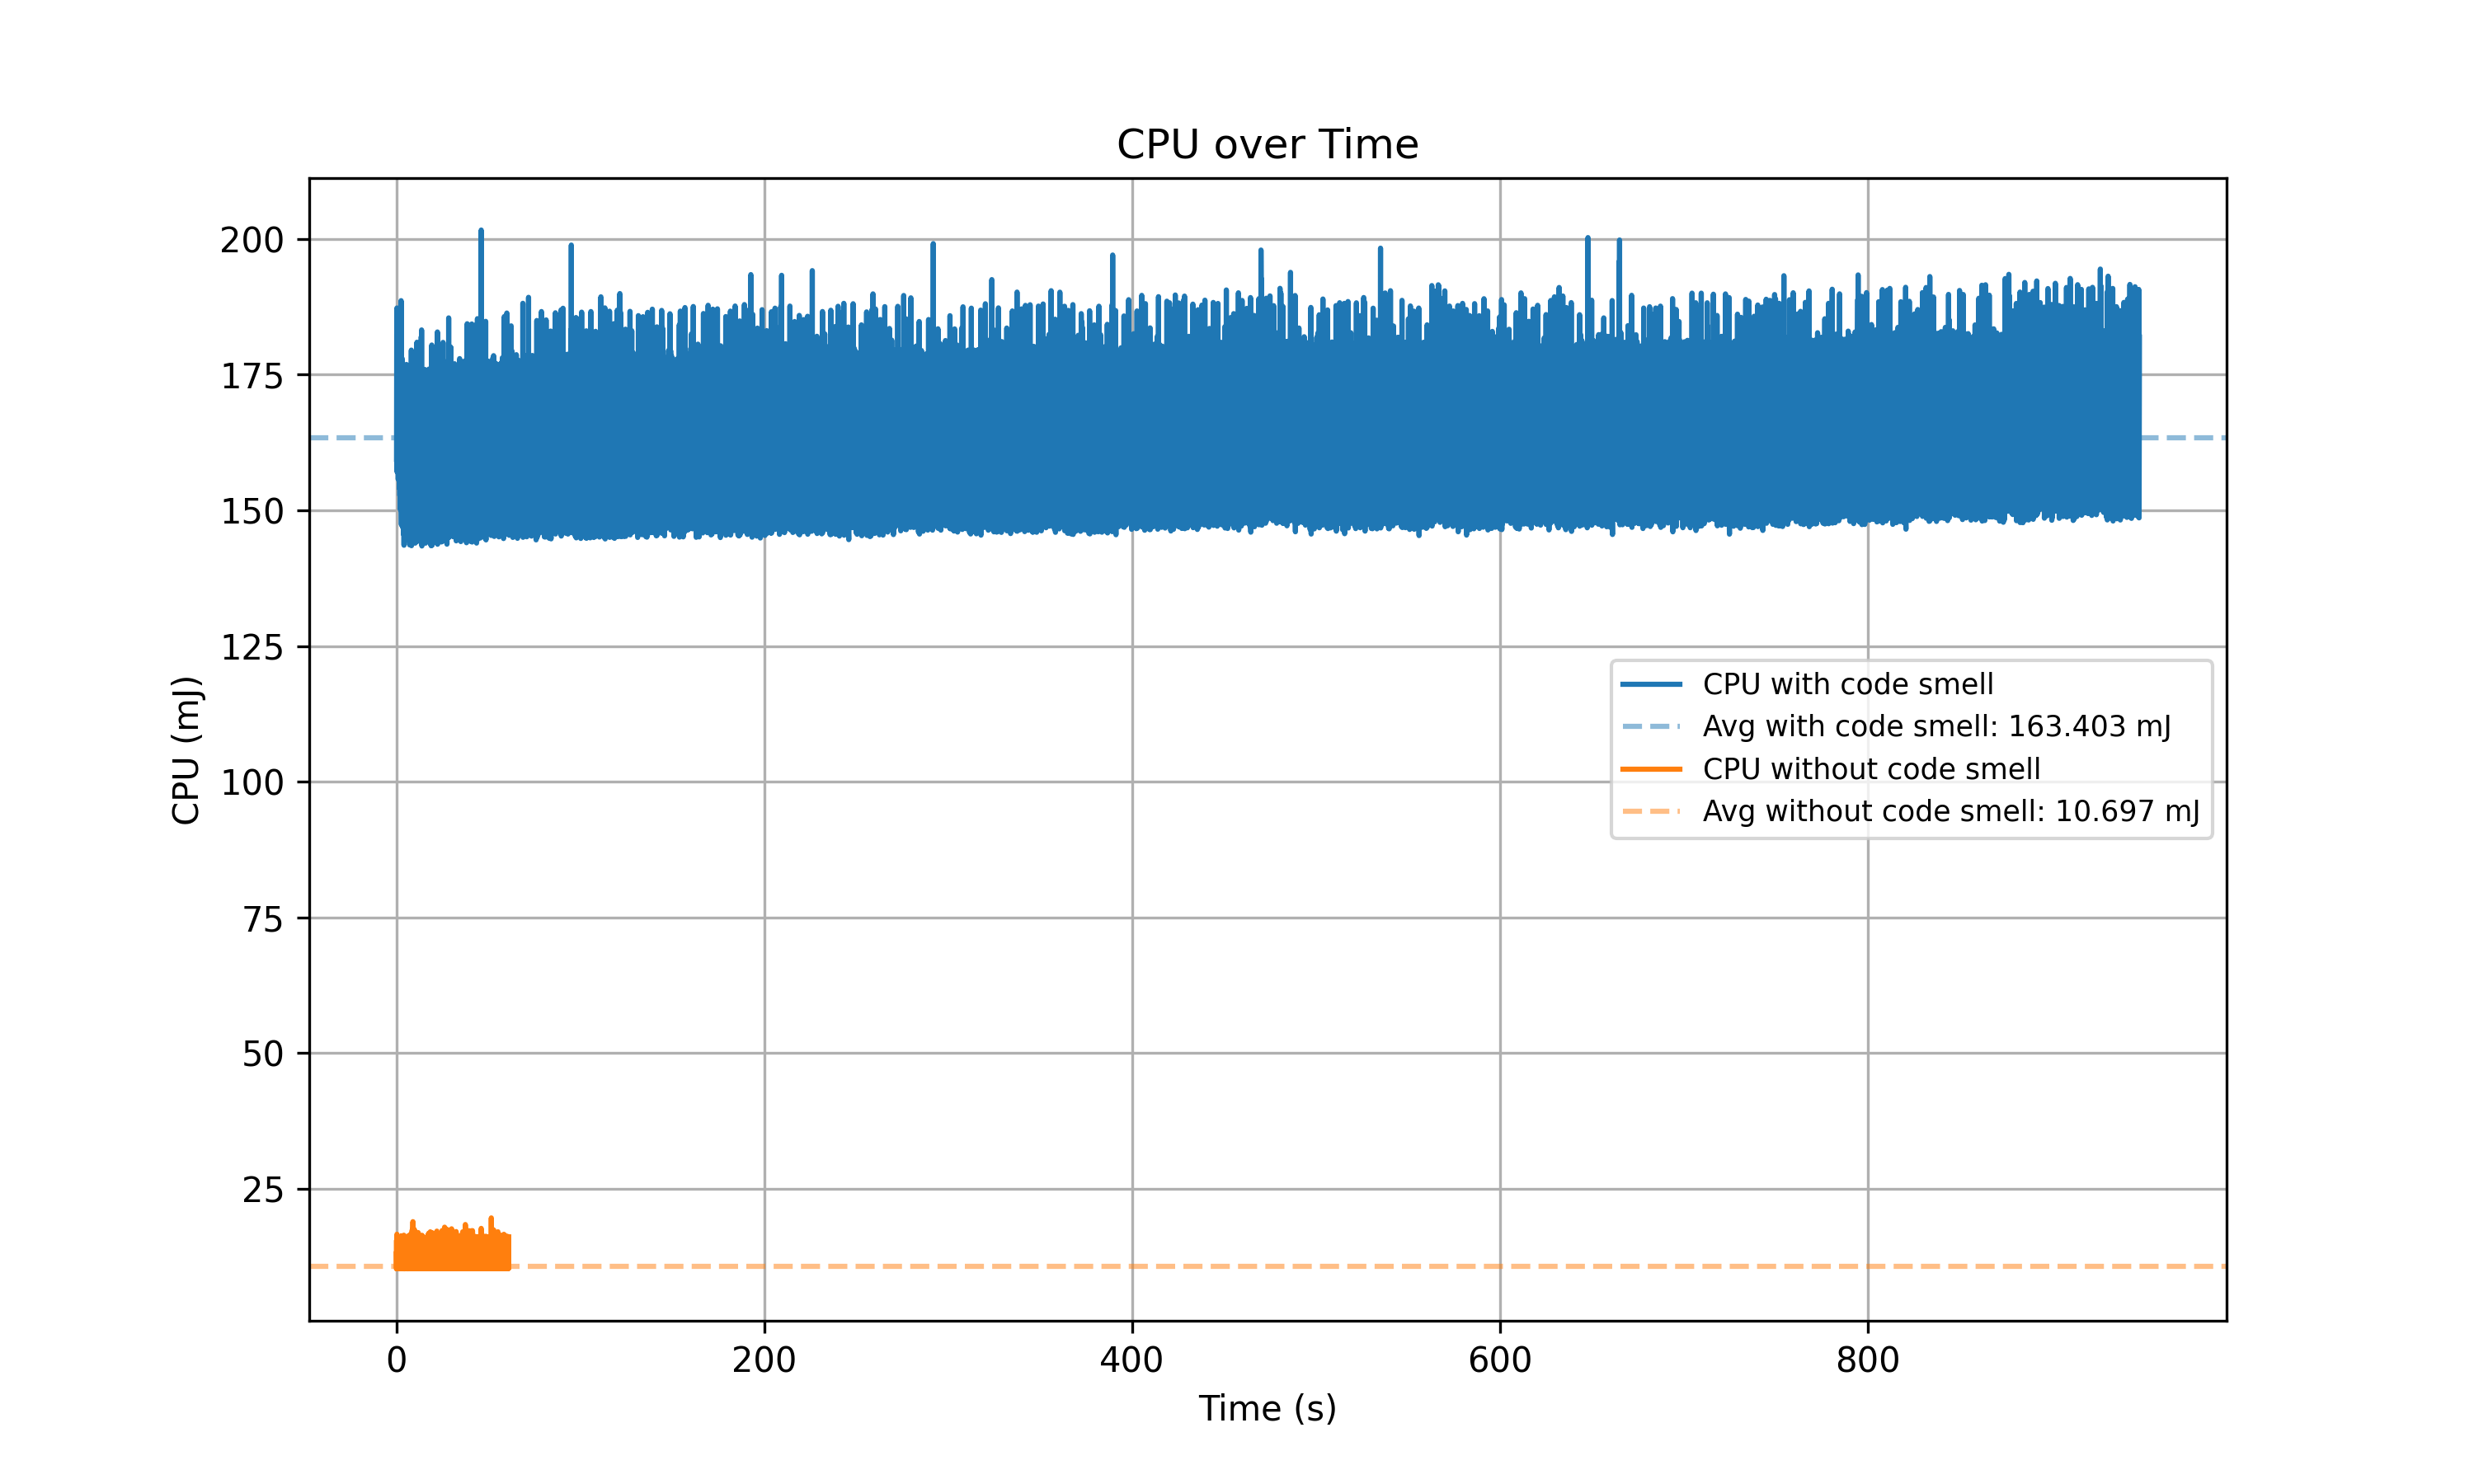 CPU over Time
CPU (mJ)
200
175
150
125
100
75
50
25
CPU with code smell
Avg with code smell: 163.403 mJ
CPU without code smell
Avg without code smell: 10.697 mJ
0 200 400 600 800
Time (s)